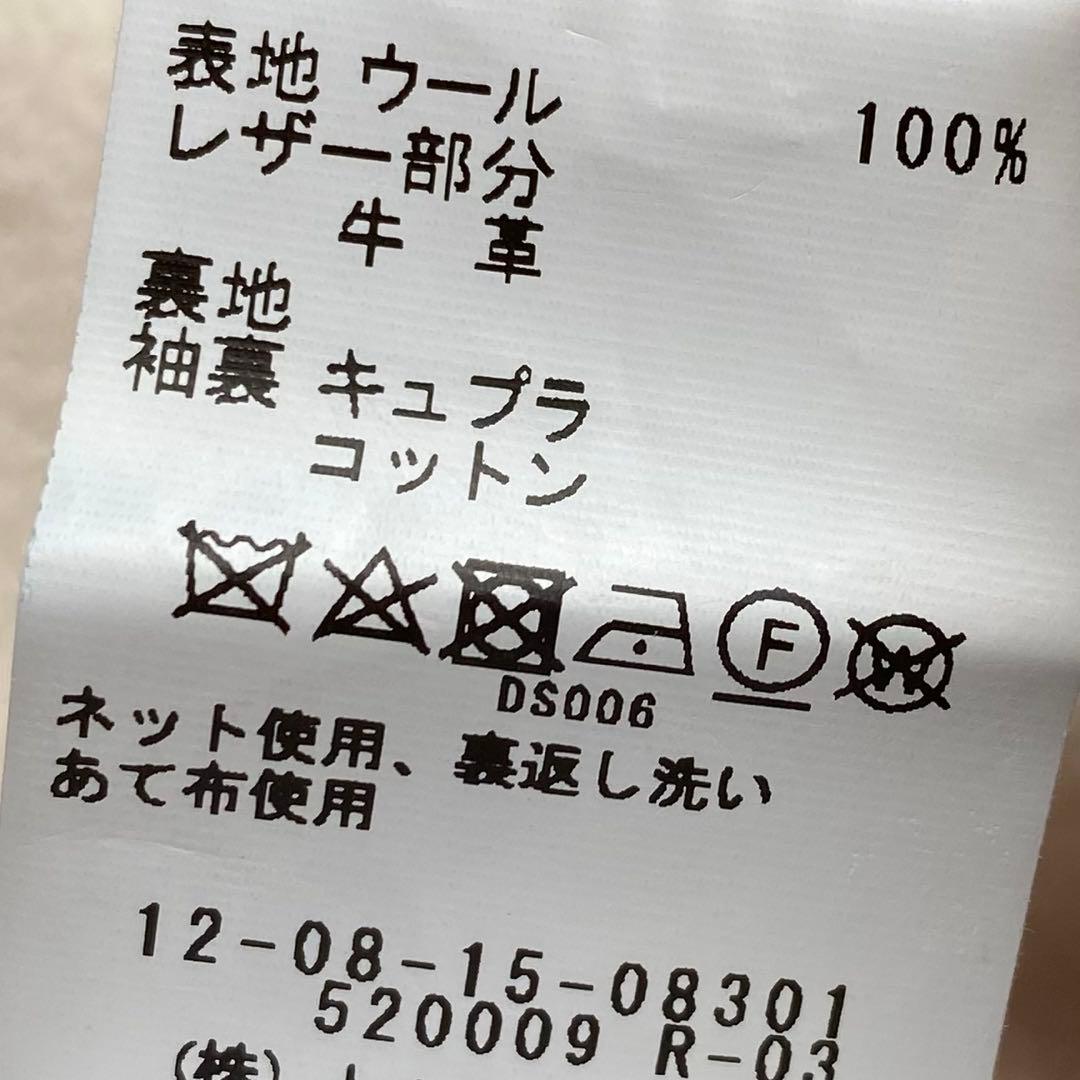 表地 ウール 100%
レザー部分
牛 革
裏地
袖裏 キュプラ
コットン
F
W
DS006
ネット使用、裏返し洗い
あて布使用
12-08-15-08301
520009 R-03
(株)